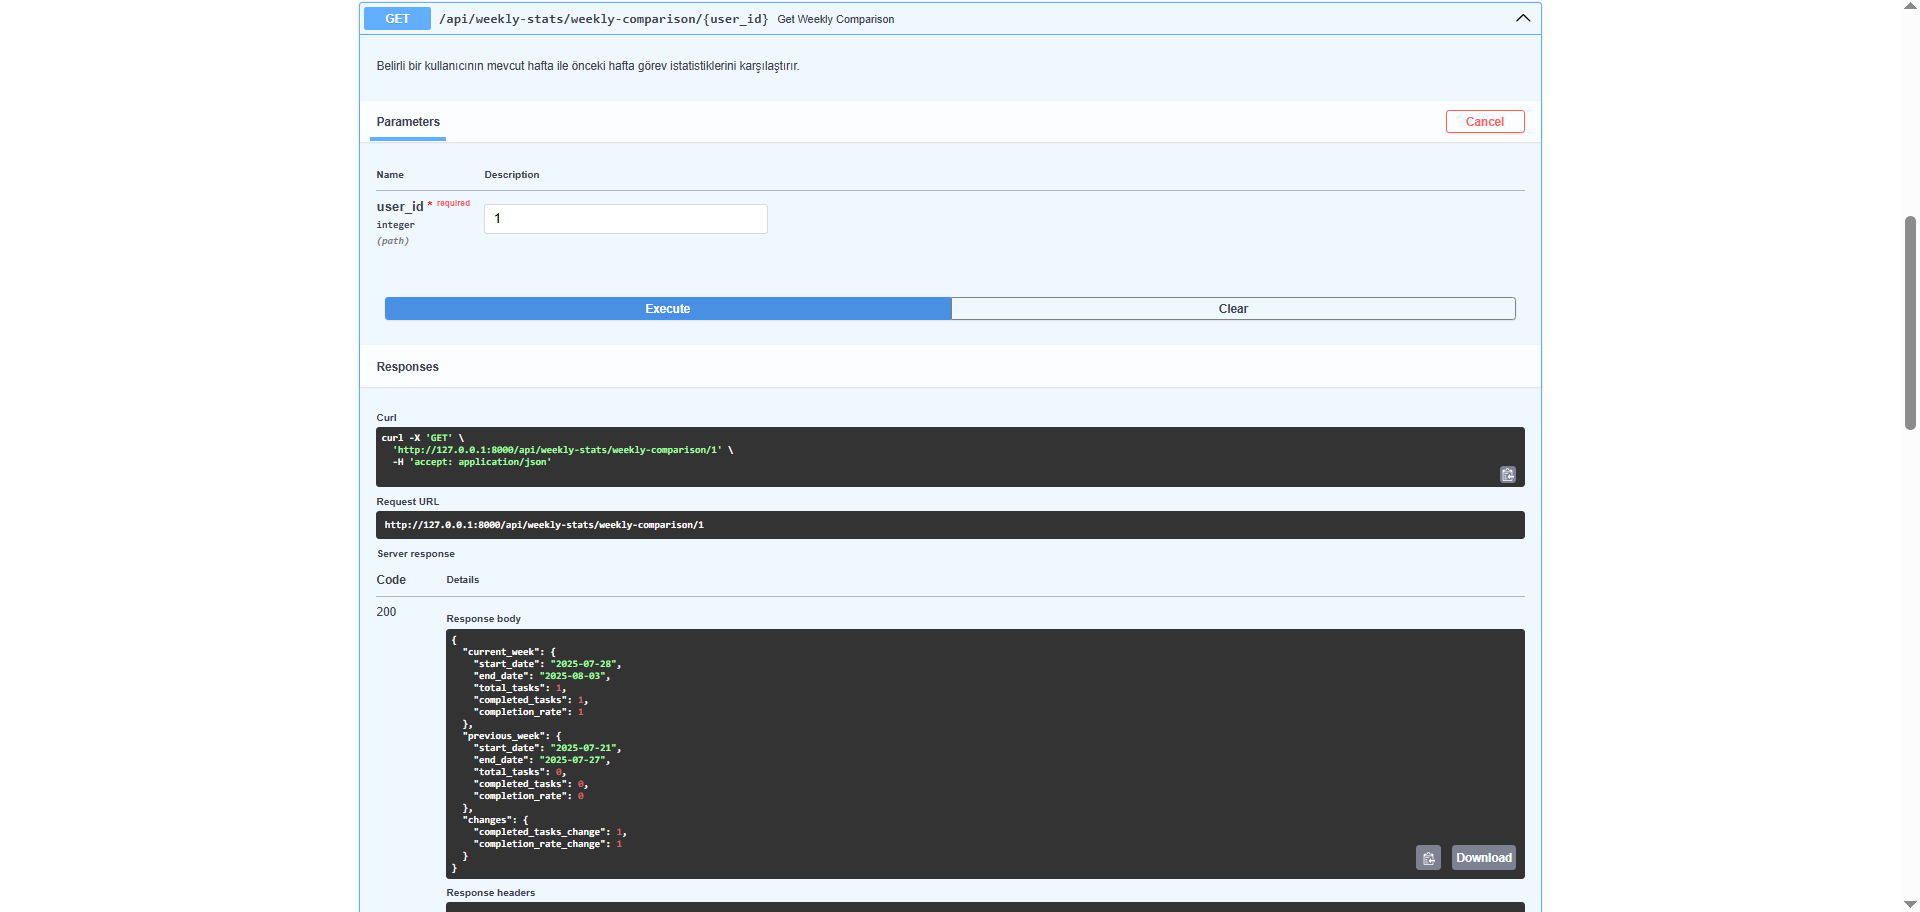 GET /api/weekly-stats/weekly-comparison/{user_id} Get Weekly Comparison
Belirli bir kullanıcının mevcut hafta ile önceki hafta görev istatistiklerini karşılaştırır.
Parameters
Cancel
Name Description
user_id * required
integer
(path)
1
Execute
Clear
Responses
Curl
curl -X 'GET' \
  'http://127.0.0.1:8000/api/weekly-stats/weekly-comparison/1' \
  -H 'accept: application/json'
Request URL
http://127.0.0.1:8000/api/weekly-stats/weekly-comparison/1
Server response
Code Details
200
Response body
{
  "current_week": {
    "start_date": "2025-07-28",
    "end_date": "2025-08-03",
    "total_tasks": 1,
    "completed_tasks": 1,
    "completion_rate": 1
  },
  "previous_week": {
    "start_date": "2025-07-21",
    "end_date": "2025-07-27",
    "total_tasks": 0,
    "completed_tasks": 0,
    "completion_rate": 0
  },
  "changes": {
    "completed_tasks_change": 1,
    "completion_rate_change": 1
  }
}
Download
Response headers